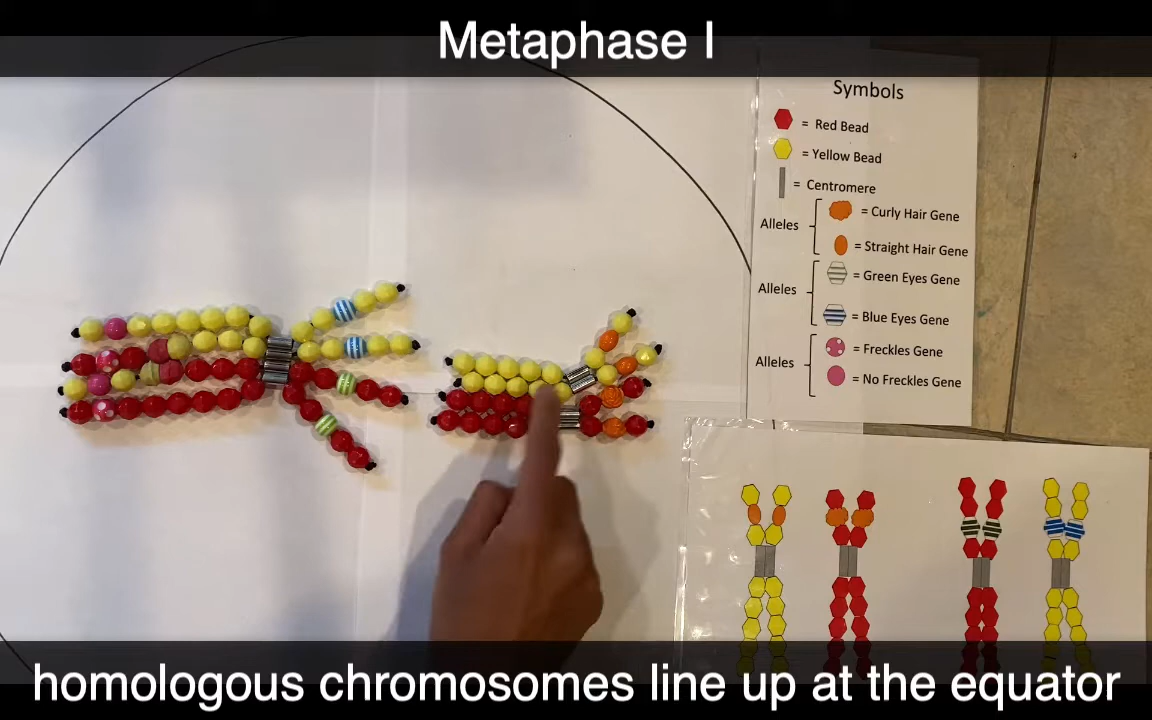 Metaphase I
Symbols
= Red Bead
= Yellow Bead
= Centromere
Alleles
= Curly Hair Gene
= Straight Hair Gene
Alleles
= Green Eyes Gene
= Blue Eyes Gene
Alleles
= Freckles Gene
= No Freckles Gene
homologous chromosomes line up at the equator